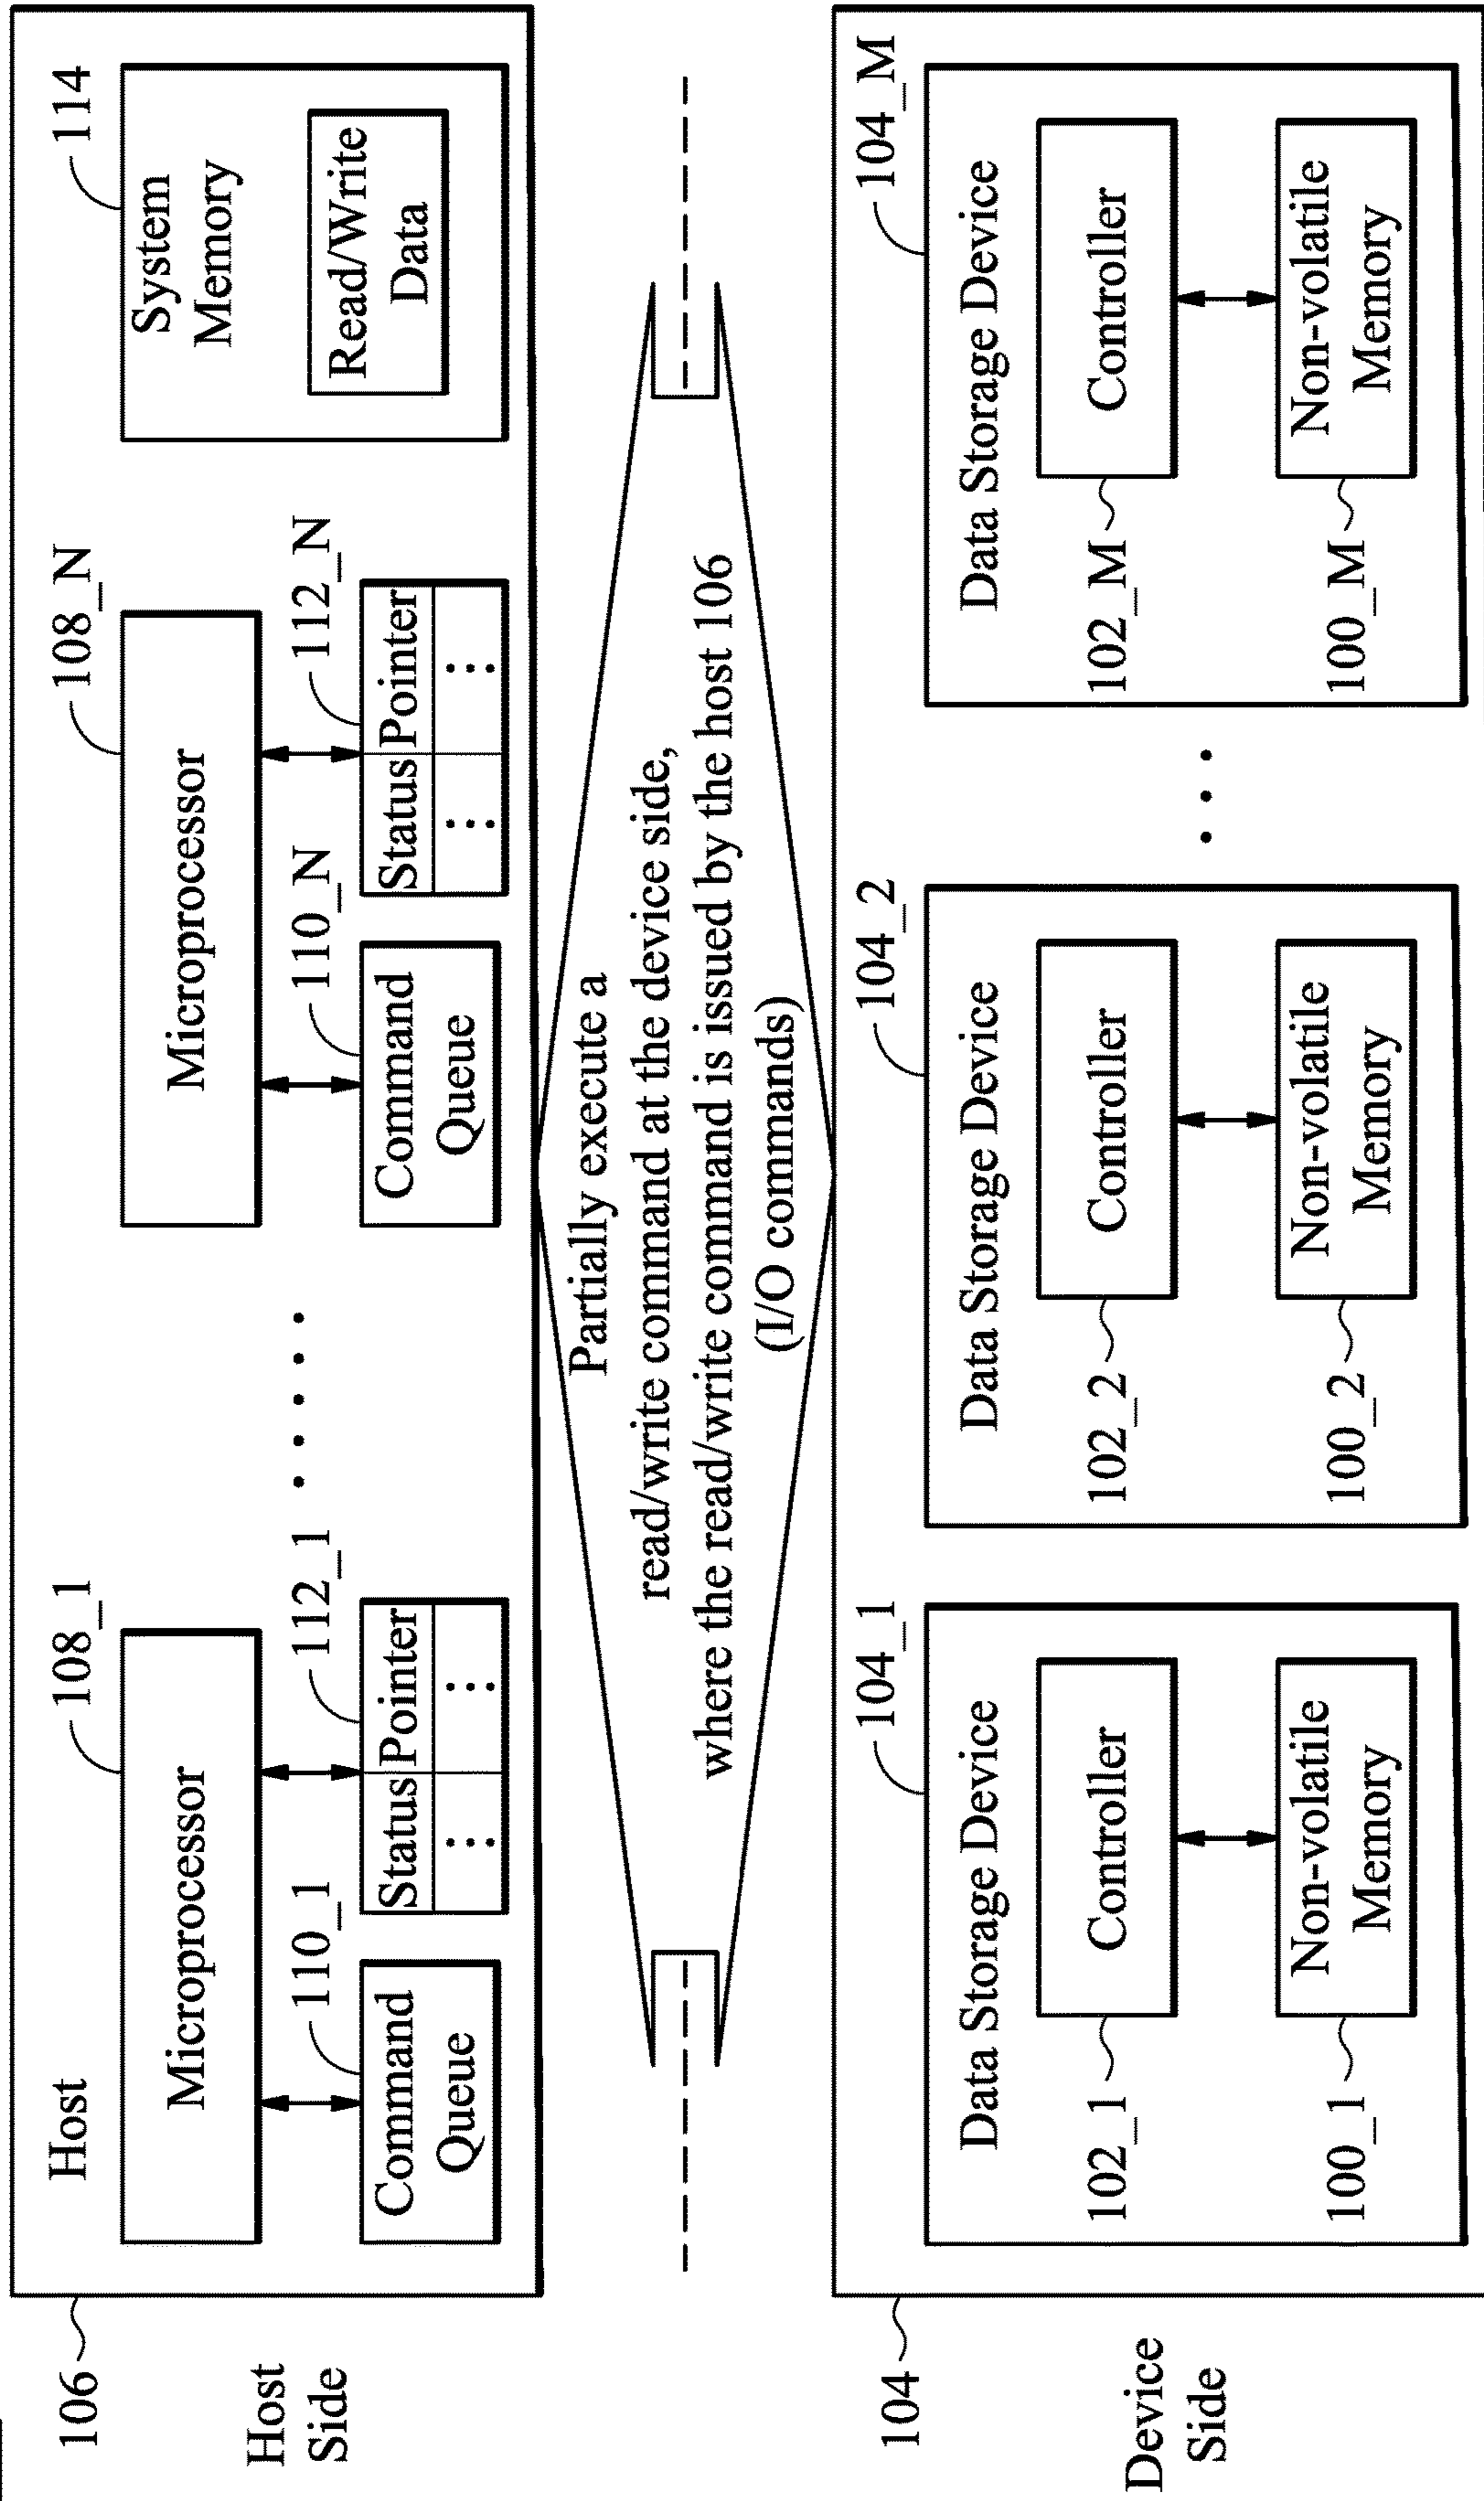 106
Host
Side
Host
108_1
Microprocessor
110_1
112_1
Command
Queue
Status
Pointer
⋮
⋮
· · · · ·
108_N
Microprocessor
110_N
112_N
Command
Queue
Status
Pointer
⋮
⋮
114
System
Memory
Read/Write
Data
Partially execute a
read/write command at the device side,
where the read/write command is issued by the host 106
(I/O commands)
104
Device
Side
104_1
Data Storage Device
102_1
Controller
100_1
Non-volatile
Memory
104_2
Data Storage Device
102_2
Controller
100_2
Non-volatile
Memory
· · ·
104_M
Data Storage Device
102_M
Controller
100_M
Non-volatile
Memory